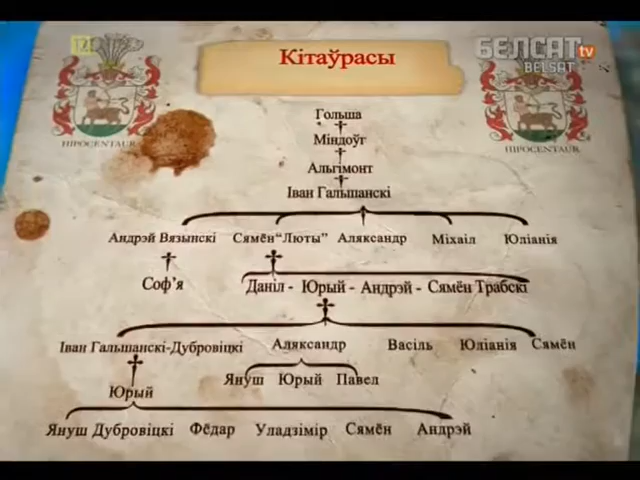 12
БЕЛСАТ tv
BELSAT
Кітаўрасы
HIPOCENTAUR
HIPOCENTAUR
Гольша
Міндоўг
Альгімонт
Іван Гальшанскі
Андрэй Вязынскі Сямён"Люты" Аляксандр Міхаіл Юліанія
Соф'я Даніл - Юрый - Андрэй - Сямён Трабскі
Іван Гальшанскі-Дубровіцкі Аляксандр Васіль Юліанія Сямён
Юрый Януш Юрый Павел
Януш Дубровіцкі Фёдар Уладзімір Сямён Андрэй